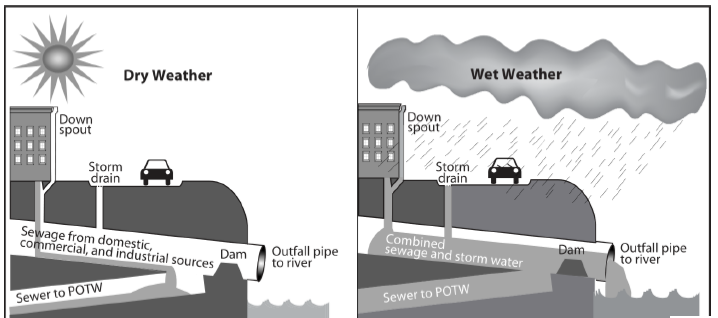 Dry Weather
Down
spout
Storm
drain
Sewage from domestic,
commercial, and industrial sources
Dam
Outfall pipe
to river
Sewer to POTW
Wet Weather
Down
spout
Storm
drain
Combined
sewage and storm water
Dam
Outfall pipe
to river
Sewer to POTW